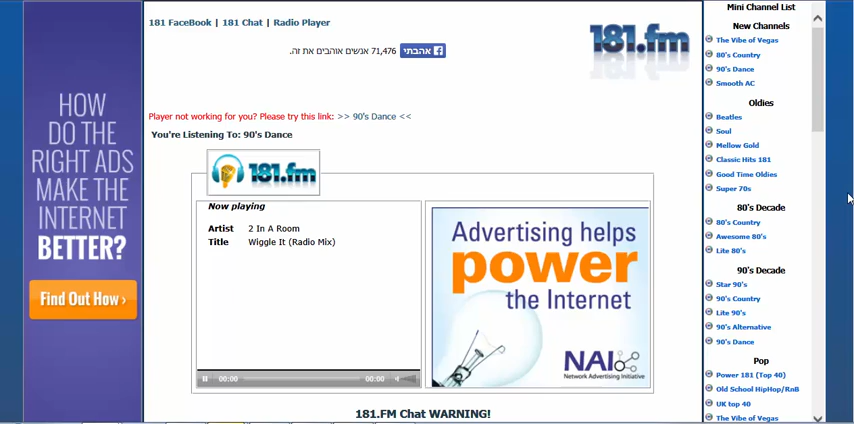 HOW
DO THE
RIGHT ADS
MAKE THE
INTERNET
BETTER?
Find Out How ›
181 FaceBook | 181 Chat | Radio Player
181.fm
71,476 אנשים אוהבים את זה.
אהבתי
Player not working for you? Please try this link: >> 90's Dance <<
You're Listening To: 90's Dance
181.fm
Now playing
Artist 2 In A Room
Title Wiggle It (Radio Mix)
00:00 00:00
Advertising helps
power
the Internet
NAI
Network Advertising Initiative
181.FM Chat WARNING!
Mini Channel List
New Channels
The Vibe of Vegas
80's Country
90's Dance
Smooth AC
Oldies
Beatles
Soul
Mellow Gold
Classic Hits 181
Good Time Oldies
Super 70s
80's Decade
80's Country
Awesome 80's
Lite 80's
90's Decade
Star 90's
90's Country
Lite 90's
90's Alternative
90's Dance
Pop
Power 181 (Top 40)
Old School HipHop/RnB
UK top 40
The Vibe of Vegas